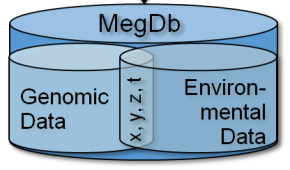 MegDb
Genomic
Data
x, y, z, t
Environ-
mental
Data